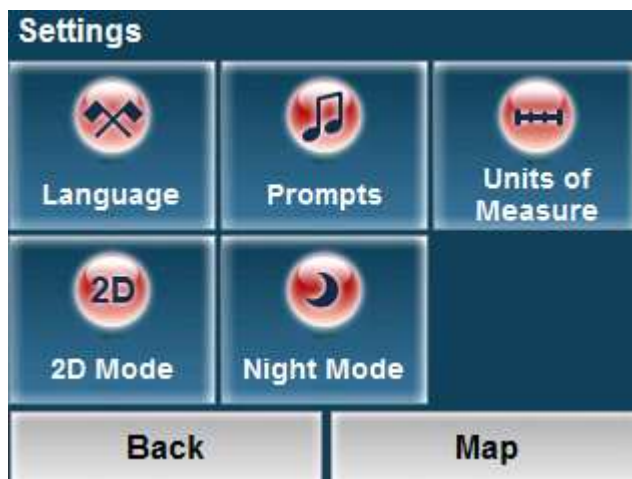 Settings
Language
Prompts
Units of
Measure
2D
2D Mode
Night Mode
Back
Map